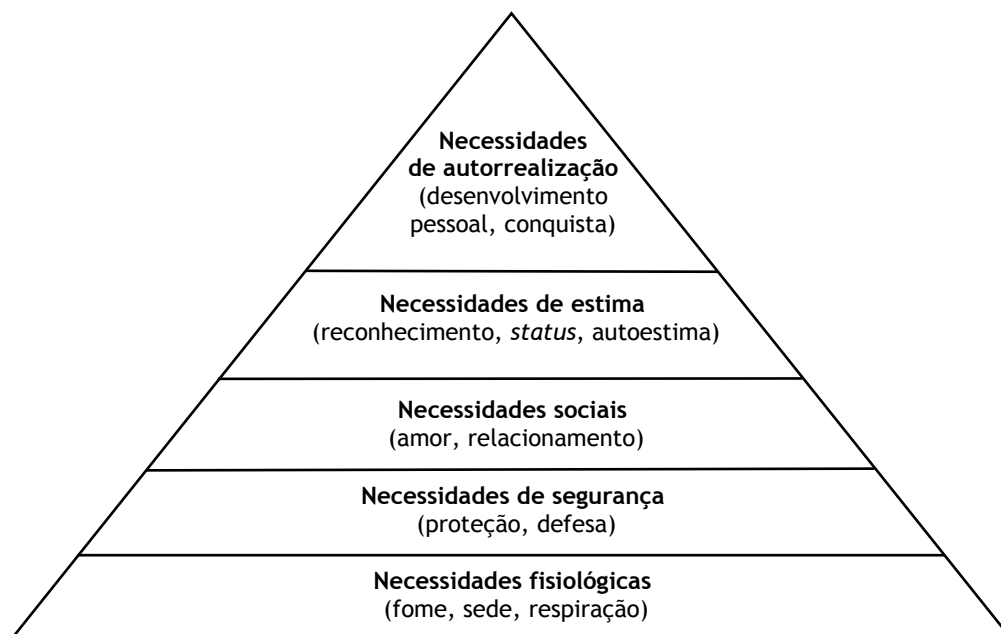 Necessidades
de autorrealização
(desenvolvimento
pessoal, conquista)
Necessidades de estima
(reconhecimento, status, autoestima)
Necessidades sociais
(amor, relacionamento)
Necessidades de segurança
(proteção, defesa)
Necessidades fisiológicas
(fome, sede, respiração)